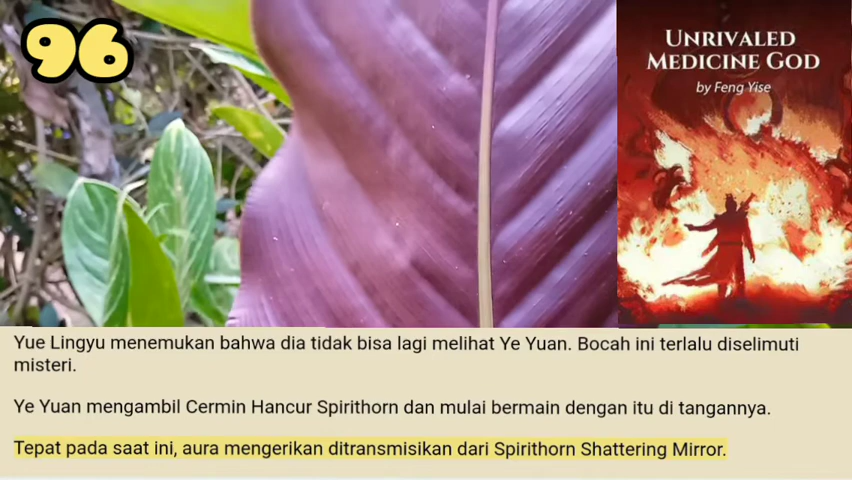 96
UNRIVALED
MEDICINE GOD
by Feng Yise
Yue Lingyu menemukan bahwa dia tidak bisa lagi melihat Ye Yuan. Bocah ini terlalu diselimuti
misteri.
Ye Yuan mengambil Cermin Hancur Spirithorn dan mulai bermain dengan itu di tangannya.
Tepat pada saat ini, aura mengerikan ditransmisikan dari Spirithorn Shattering Mirror.